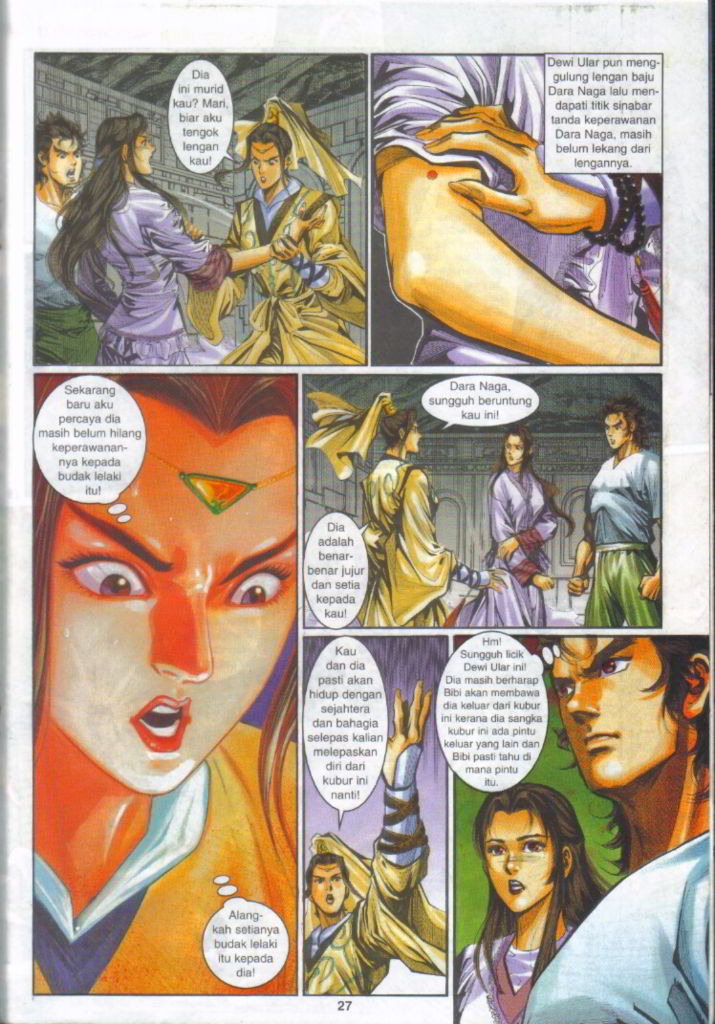 Dia
ini murid
kau? Mari,
biar aku
tengok
lengan
kau!
Dewi Ular pun meng-
gulung lengan baju
Dara Naga lalu men-
dapati titik sinabar
tanda keperawanan
Dara Naga, masih
belum lekang dari
lengannya.
Sekarang
baru aku
percaya dia
masih belum hilang
keperawanan-
nya kepada
budak lelaki
itu!
Alang-
kah setianya
budak lelaki
itu kepada
dia!
Dara Naga,
sungguh beruntung
kau ini!
Dia
adalah
benar-
benar jujur
dan setia
kepada
kau!
Kau
dan dia
pasti akan
hidup dengan
sejahtera
dan bahagia
selepas kalian
melepaskan
diri dari
kubur ini
nanti!
Hm!
Sungguh licik
Dewi Ular ini!
Dia masih berharap
Bibi akan membawa
dia keluar dari kubur
ini kerana dia sangka
kubur ini ada pintu
keluar yang lain dan
Bibi pasti tahu di
mana pintu
itu.
27